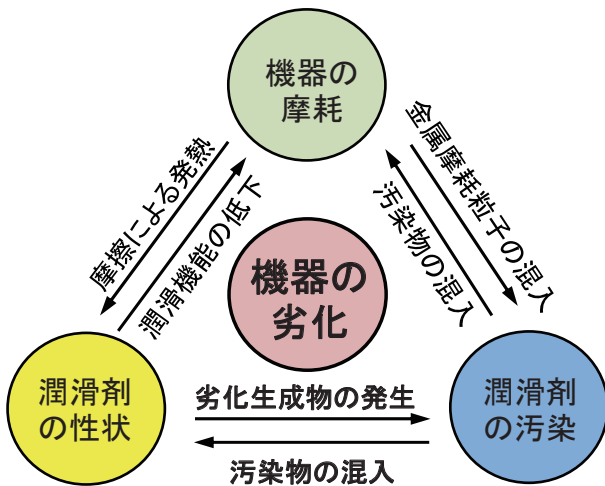 機器の
摩耗
摩擦による発熱
潤滑機能の低下
金属摩耗粒子の混入
汚染物の混入
機器の
劣化
潤滑剤
の性状
劣化生成物の発生
汚染物の混入
潤滑剤
の汚染